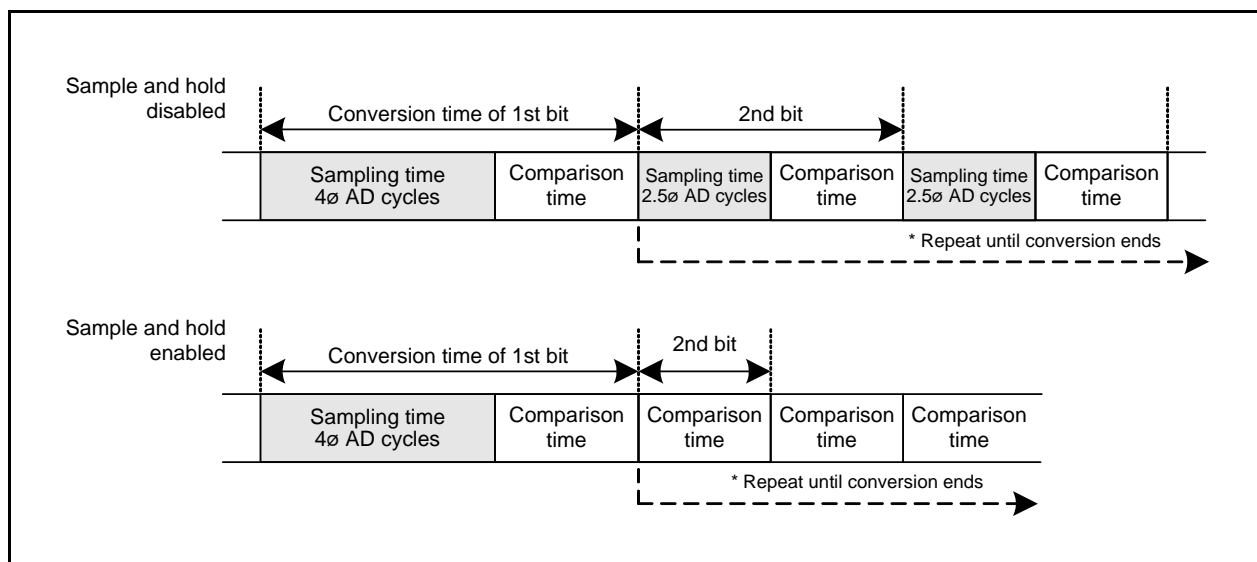 Sample and hold
disabled
Conversion time of 1st bit
2nd bit
Sampling time
4ø AD cycles
Comparison
time
Sampling time
2.5ø AD cycles
Comparison
time
Sampling time
2.5ø AD cycles
Comparison
time
* Repeat until conversion ends
Sample and hold
enabled
Conversion time of 1st bit
2nd bit
Sampling time
4ø AD cycles
Comparison
time
Comparison
time
Comparison
time
Comparison
time
* Repeat until conversion ends